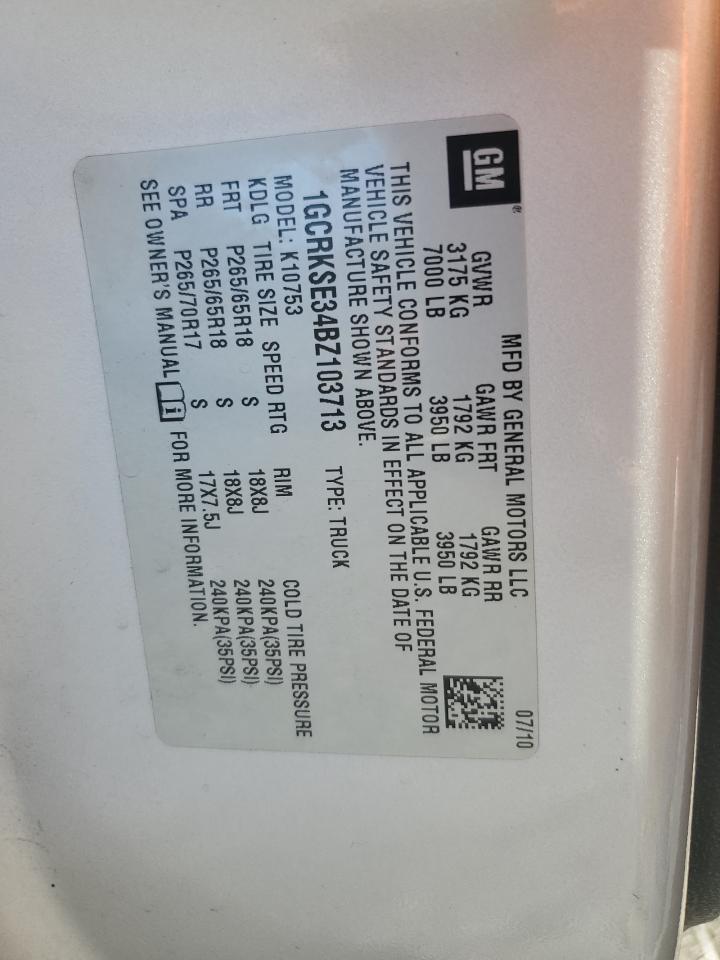 GM®
MFD BY GENERAL MOTORS LLC 07/10
GVWR GAWR FRT GAWR RR
3175 KG 1792 KG 1792 KG
7000 LB 3950 LB 3950 LB
THIS VEHICLE CONFORMS TO ALL APPLICABLE U.S. FEDERAL MOTOR
VEHICLE SAFETY STANDARDS IN EFFECT ON THE DATE OF
MANUFACTURE SHOWN ABOVE.
1GCRKSE34BZ103713 TYPE: TRUCK
MODEL: K10753
KDLG TIRE SIZE SPEED RTG RIM COLD TIRE PRESSURE
FRT P265/65R18 S 18X8J 240KPA(35PSI)
RR P265/65R18 S 18X8J 240KPA(35PSI)
SPA P265/70R17 S 17X7.5J 240KPA(35PSI)
SEE OWNER'S MANUAL i FOR MORE INFORMATION.